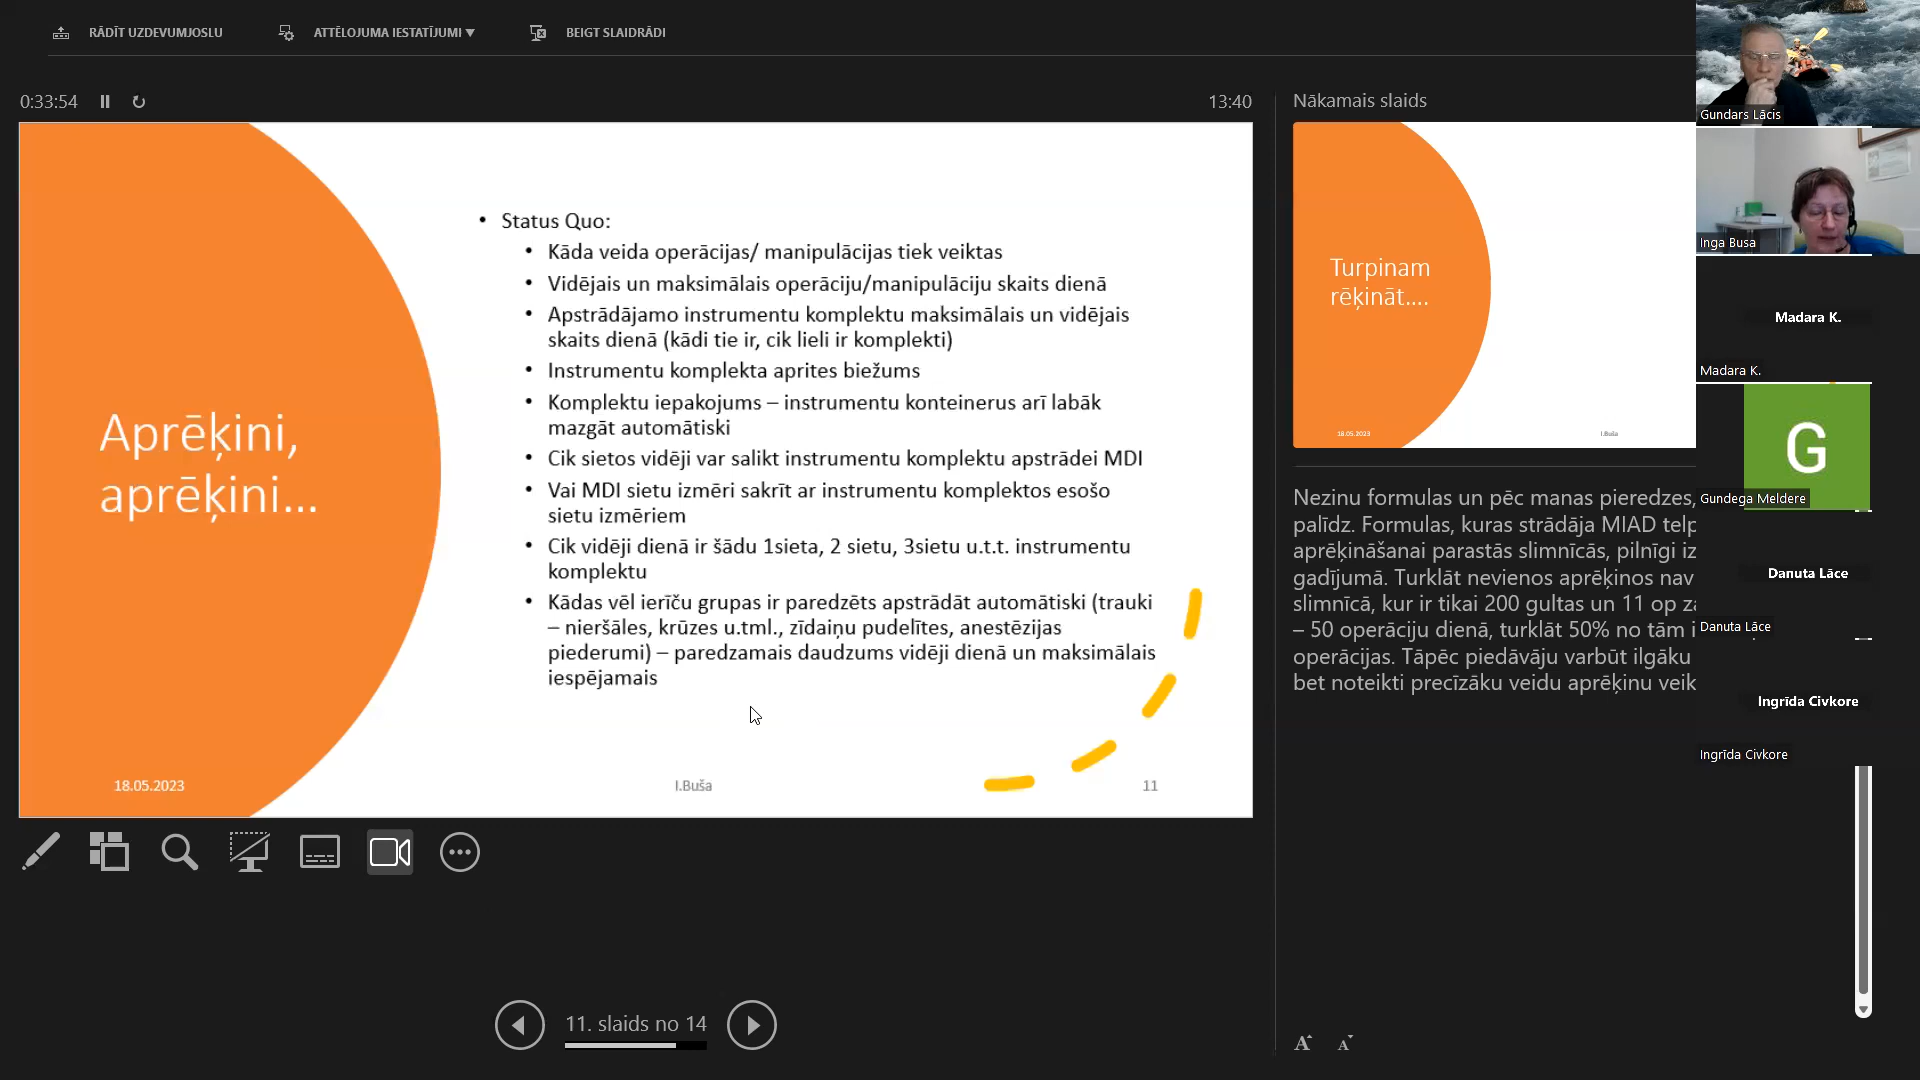 RĀDĪT UZDEVUMJOSLU
ATTĒLOJUMA IESTATĪJUMI ▼
BEIGT SLAIDRĀDI
0:33:54
13:40
Aprēķini,
aprēķini...
• Status Quo:
• Kāda veida operācijas/ manipulācijas tiek veiktas
• Vidējais un maksimālais operāciju/manipulāciju skaits dienā
• Apstrādājamo instrumentu komplektu maksimālais un vidējais
skaits dienā (kādi tie ir, cik lieli ir komplekti)
• Instrumentu komplekta aprites biežums
• Komplektu iepakojums – instrumentu konteinerus arī labāk
mazgāt automātiski
• Cik sietos vidēji var salikt instrumentu komplektu apstrādei MDI
• Vai MDI sietu izmēri sakrīt ar instrumentu komplektos esošo
sietu izmēriem
• Cik vidēji dienā ir šādu 1sieta, 2 sietu, 3sietu u.t.t. instrumentu
komplektu
• Kādas vēl ierīču grupas ir paredzēts apstrādāt automātiski (trauki
– nieršāles, krūzes u.tml., zīdaiņu pudelītes, anestēzijas
piederumi) – paredzamais daudzums vidēji dienā un maksimālais
iespējamais
18.05.2023
I.Buša
11
11. slaids no 14
Nākamais slaids
Turpinam
rēķināt....
18.05.2023
I.Buša
Nezinu formulas un pēc manas pieredzes,
palīdz. Formulas, kuras strādāja MIAD
aprēķināšanai parastās slimnīcās, pilnīgi
gadījumā. Turklāt nevienos aprēķinos nav
slimnīcā, kur ir tikai 200 gultas un 11 op
– 50 operāciju dienā, turklāt 50% no tām
operācijas. Tāpēc piedāvāju varbūt ilgāku
bet noteikti precīzāku veidu aprēķinu
Gundars Lācis
Inga Busa
Madara K.
Madara K.
G
Gundega Meldere
Danuta Lāce
Danuta Lāce
Ingrīda Civkore
Ingrīda Civkore
A
A